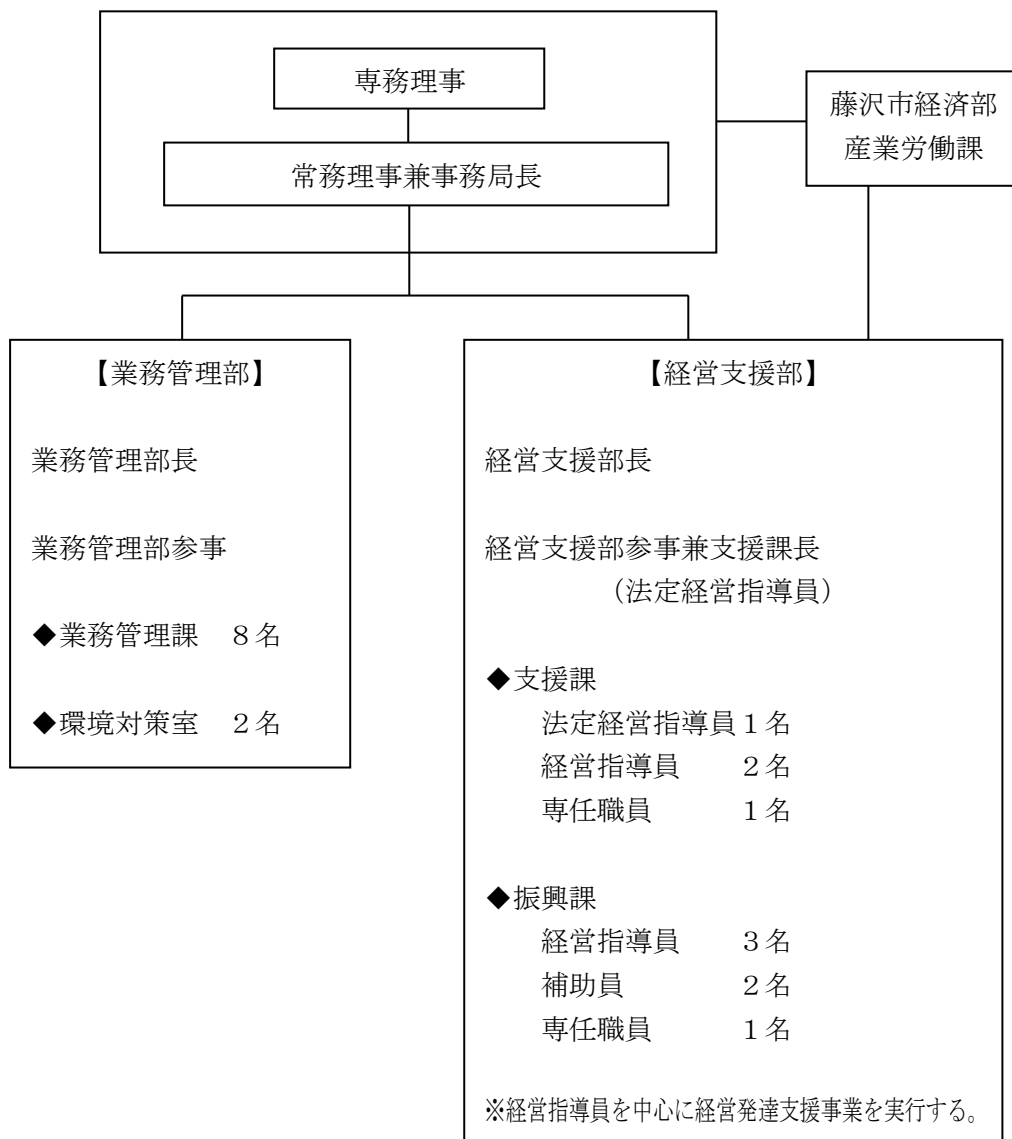 専務理事
常務理事兼事務局長
藤沢市経済部
産業労働課
【業務管理部】
業務管理部長
業務管理部参事
◆業務管理課　８名
◆環境対策室　２名
【経営支援部】
経営支援部長
経営支援部参事兼支援課長
（法定経営指導員）
◆支援課
法定経営指導員１名
経営指導員　　２名
専任職員　　　１名
◆振興課
経営指導員　　３名
補助員　　　　２名
専任職員　　　１名
※経営指導員を中心に経営発達支援事業を実行する。